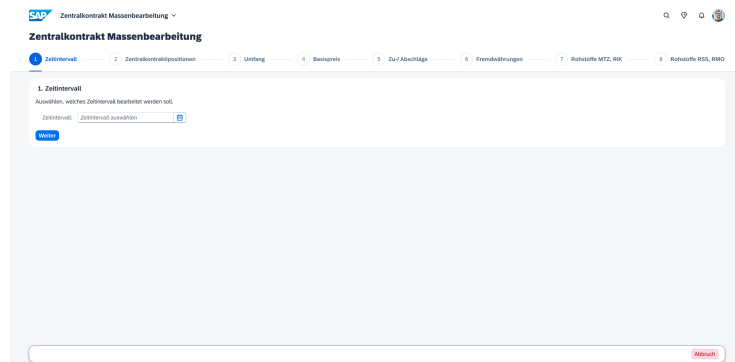 SAP Zentralkontrakt Massenbearbeitung
Zentralkontrakt Massenbearbeitung
1 Zeitintervall 2 Zentralkontraktpositionen 3 Umfang 4 Basispreis 5 Zu-/ Abschläge 6 Fremdwährungen 7 Rohstoffe MTZ, RIK 8 Rohstoffe RSS, RMO
1. Zeitintervall
Auswählen, welches Zeitintervall bearbeitet werden soll.
Zeitintervall: Zeitintervall auswählen
Weiter
Abbruch